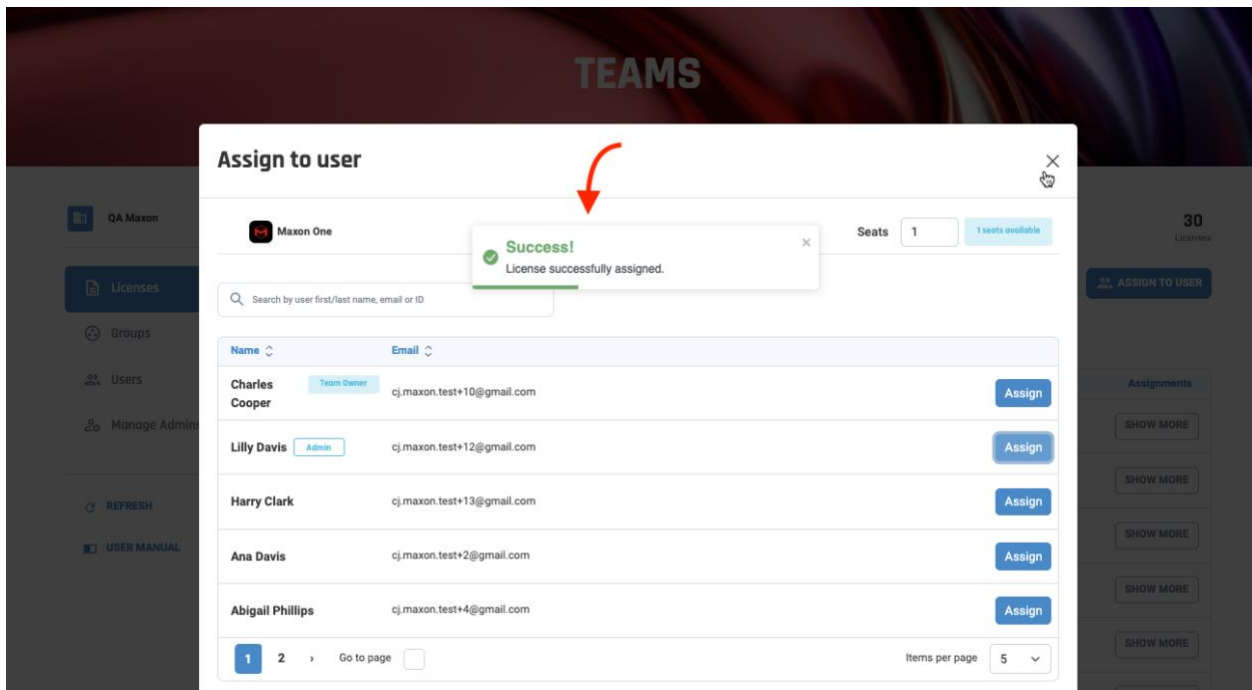 TEAMS
Assign to user
QA Maxon
Maxon One
Success!
License successfully assigned.
Seats 1 1 seats available
30
Licenses
Licenses
ASSIGN TO USER
Search by user first/last name, email or ID
Groups
Name Email
Users
Assignments
Charles Cooper Team Owner cj.maxon.test+10@gmail.com Assign
Manage Admins
SHOW MORE
Lilly Davis Admin cj.maxon.test+12@gmail.com Assign
SHOW MORE
Harry Clark cj.maxon.test+13@gmail.com Assign
REFRESH
SHOW MORE
USER MANUAL
Ana Davis cj.maxon.test+2@gmail.com Assign
SHOW MORE
Abigail Phillips cj.maxon.test+4@gmail.com Assign
SHOW MORE
1 2 › Go to page Items per page 5